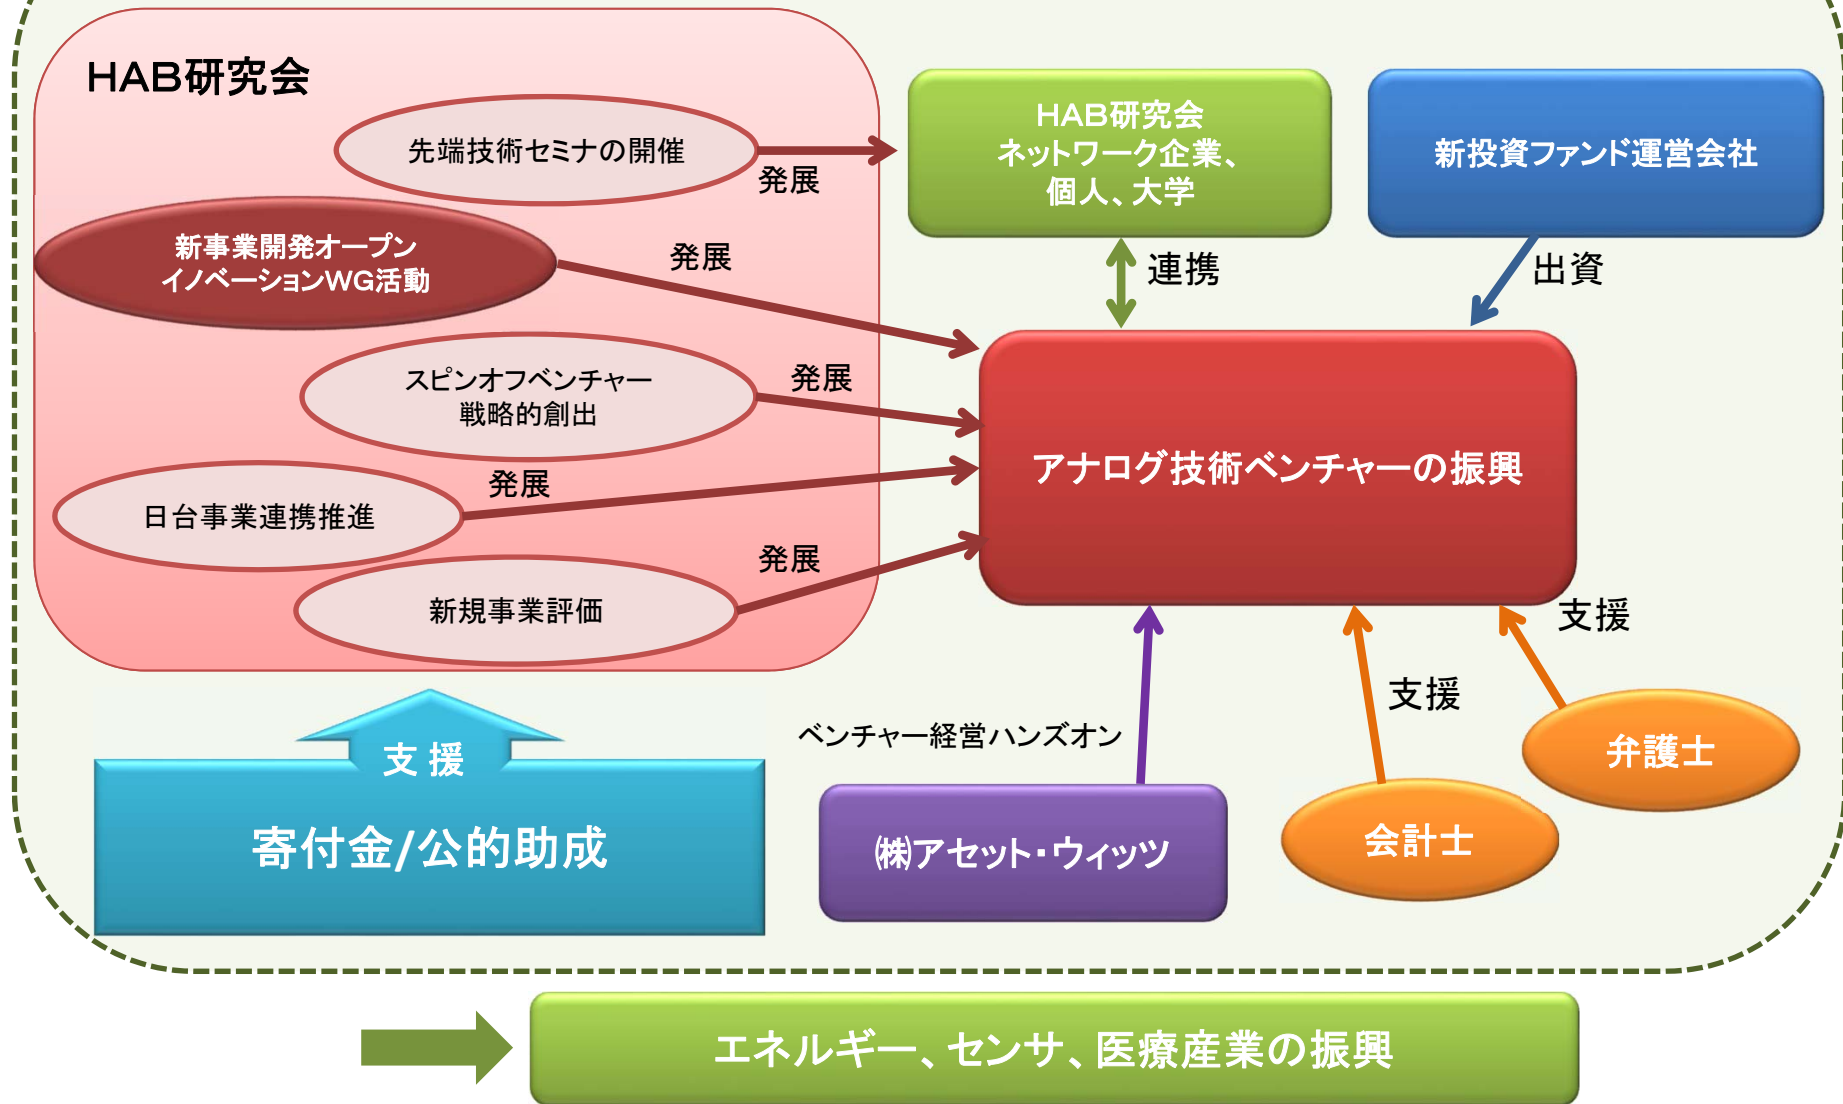 HAB研究会
先端技術セミナの開催
発展
HAB研究会
ネットワーク企業、
個人、大学
新投資ファンド運営会社
新事業開発オープン
イノベーションWG活動
発展
連携
出資
スピンオフベンチャー
戦略的創出
発展
アナログ技術ベンチャーの振興
日台事業連携推進
発展
新規事業評価
発展
支援
支援
ベンチャー経営ハンズオン
弁護士
支 援
寄付金/公的助成
㈱アセット・ウィッツ
会計士
エネルギー、センサ、医療産業の振興